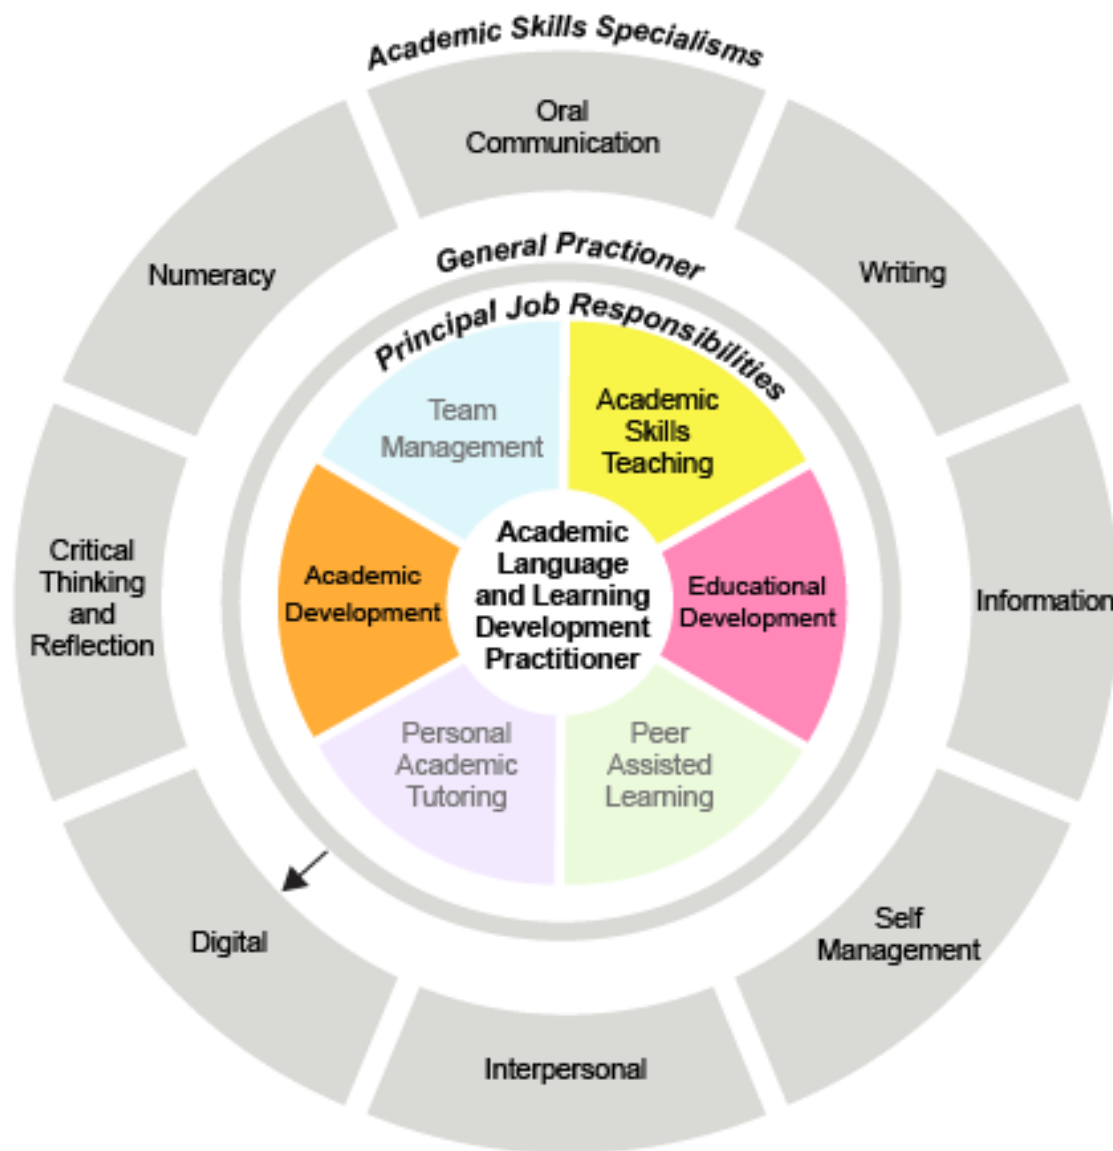 Academic Skills Specialisms
Oral
Communication
Numeracy
Writing
General Practioner
Principal Job Responsibilities
Team
Management
Academic
Skills
Teaching
Critical
Thinking
and
Reflection
Academic
Development
Academic
Language
and Learning
Development
Practitioner
Educational
Development
Information
Personal
Academic
Tutoring
Peer
Assisted
Learning
Digital
Self
Management
Interpersonal